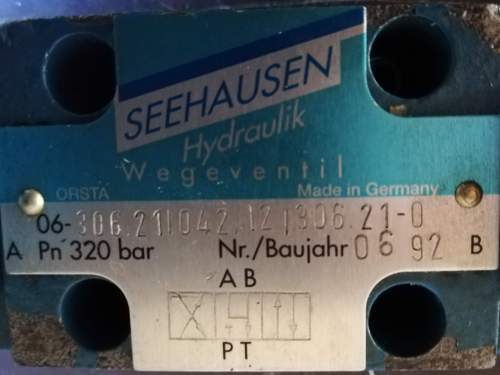 SEEHAUSEN
Hydraulik
Wegeventil
ORSTA Made in Germany
06-306.21|042.12|306.21-0
A Pn 320 bar Nr./Baujahr 06 92 B
A B
P T